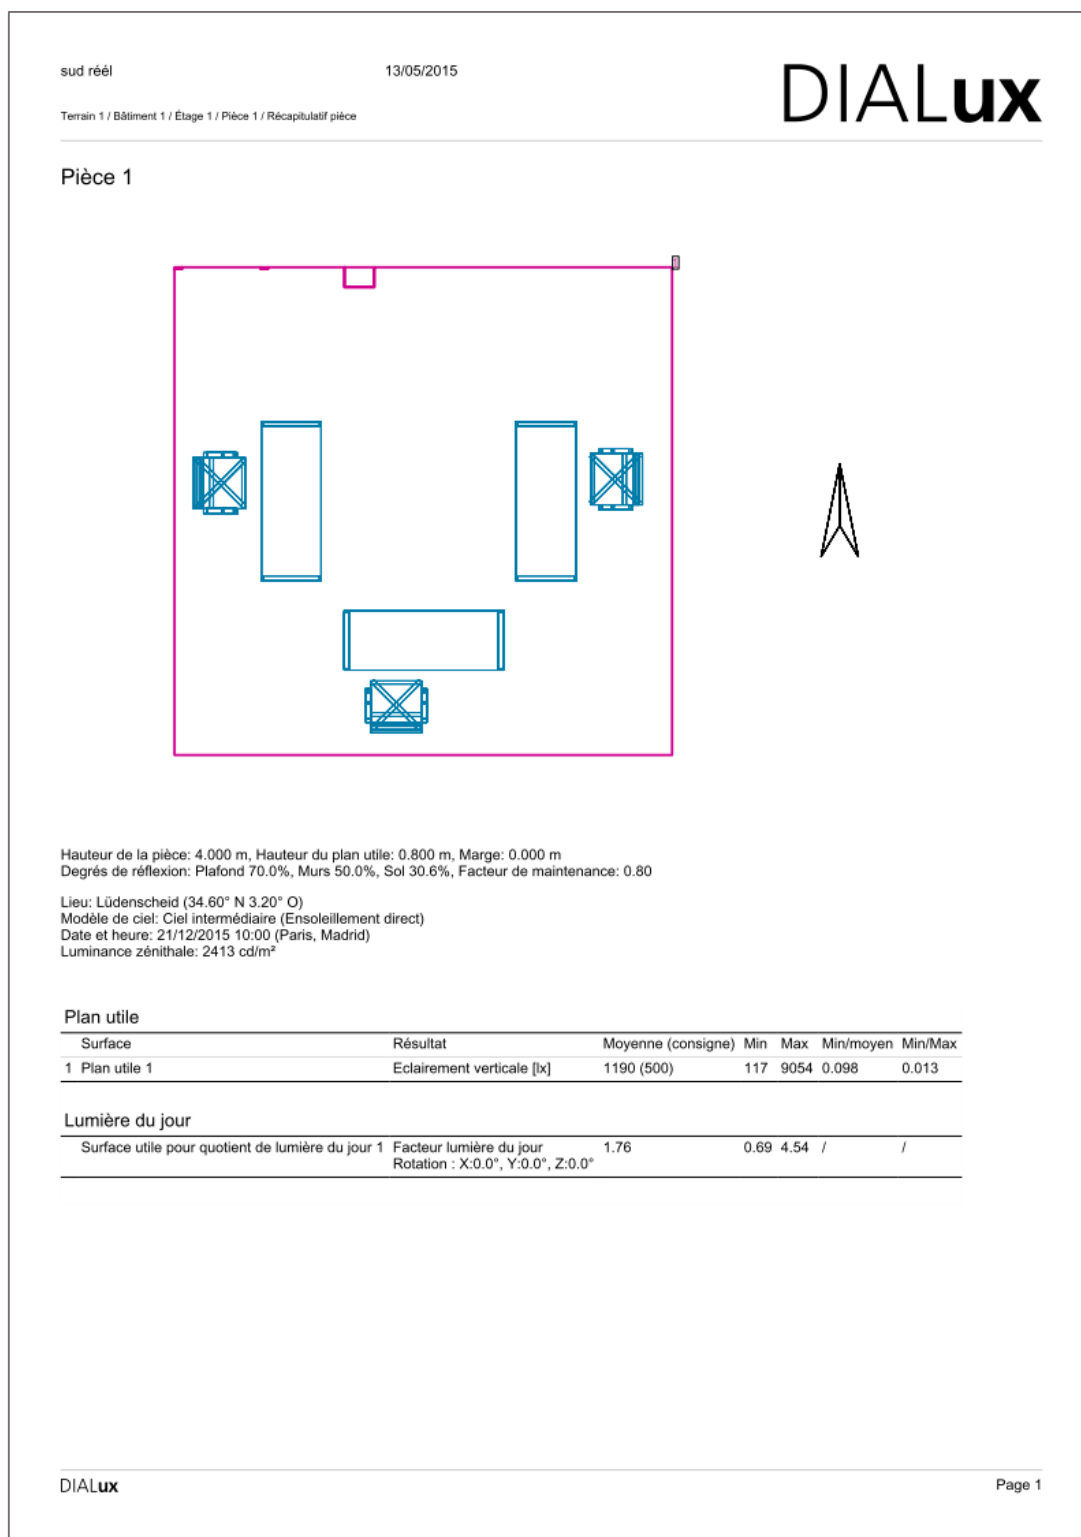 sud réél 13/05/2015 DIALux
Terrain 1 / Bâtiment 1 / Étage 1 / Pièce 1 / Récapitulatif pièce
Pièce 1
Hauteur de la pièce: 4.000 m, Hauteur du plan utile: 0.800 m, Marge: 0.000 m
Degrés de réflexion: Plafond 70.0%, Murs 50.0%, Sol 30.6%, Facteur de maintenance: 0.80
Lieu: Lüdenscheid (34.60° N 3.20° O)
Modèle de ciel: Ciel intermédiaire (Ensoleillement direct)
Date et heure: 21/12/2015 10:00 (Paris, Madrid)
Luminance zénithale: 2413 cd/m²
Plan utile
Surface Résultat Moyenne (consigne) Min Max Min/moyen Min/Max
1 Plan utile 1 Eclairement verticale [lx] 1190 (500) 117 9054 0.098 0.013
Lumière du jour
Surface utile pour quotient de lumière du jour 1 Facteur lumière du jour 1.76 0.69 4.54 / /
Rotation : X:0.0°, Y:0.0°, Z:0.0°
DIALux Page 1